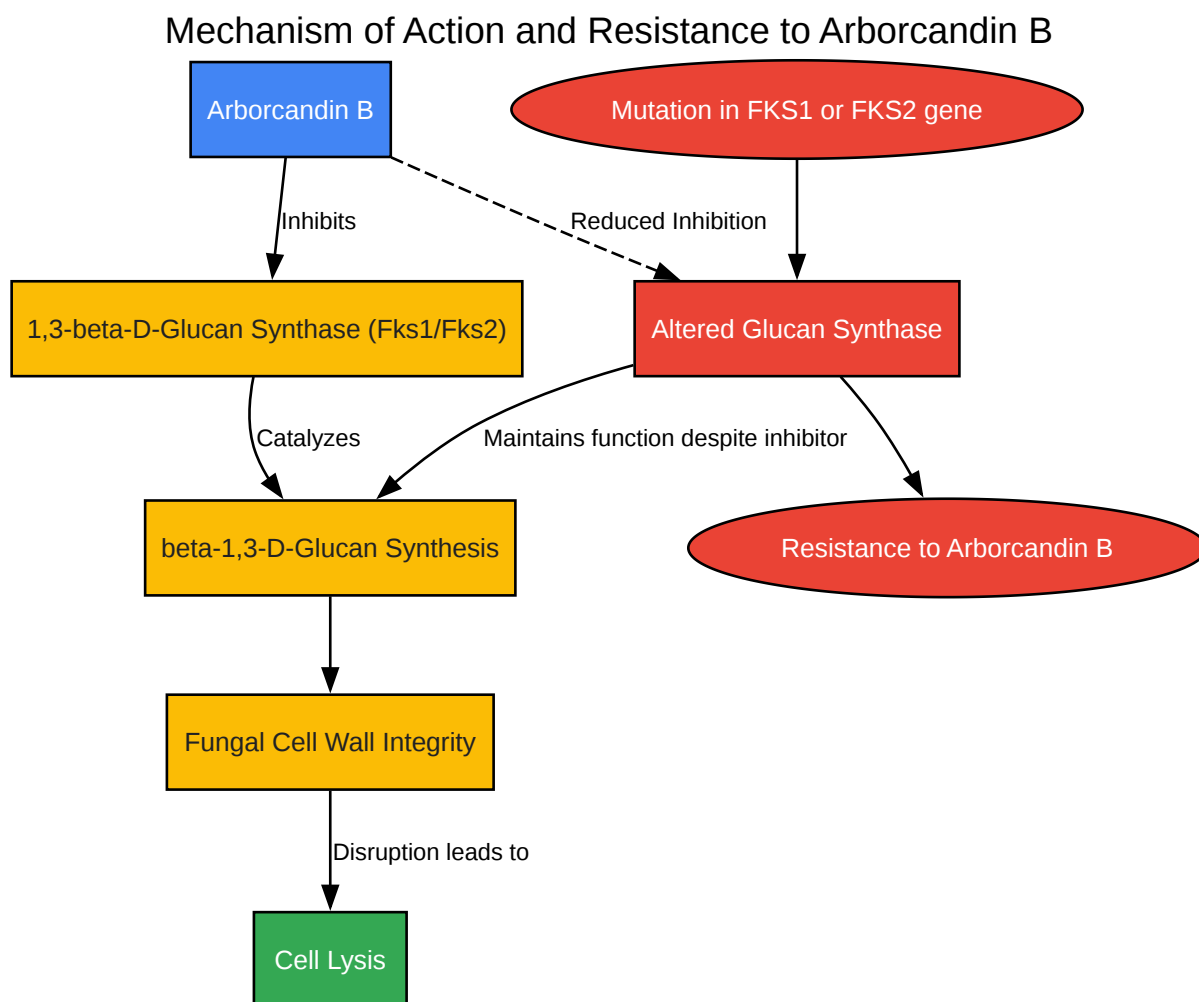 Mechanism of Action and Resistance to Arborcandin B
Arborcandin B
Mutation in FKS1 or FKS2 gene
Inhibits
Reduced Inhibition
1,3-beta-D-Glucan Synthase (Fks1/Fks2)
Altered Glucan Synthase
Catalyzes
Maintains function despite inhibitor
beta-1,3-D-Glucan Synthesis
Resistance to Arborcandin B
Fungal Cell Wall Integrity
Disruption leads to
Cell Lysis